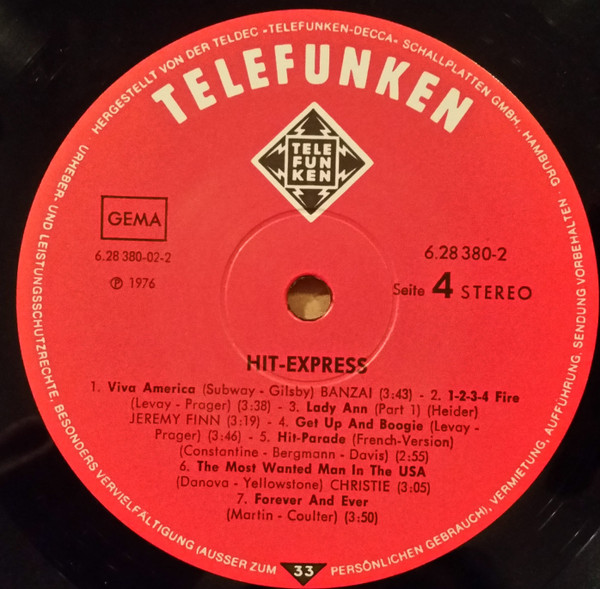 HERGESTELLT VON DER TELDEC »TELEFUNKEN-DECCA« SCHALLPLATTEN GMBH., HAMBURG ·
TELEFUNKEN
TELE
FUN
KEN
GEMA
6.28 380-02-2
℗ 1976
6.28 380-2
Seite 4 STEREO
HIT-EXPRESS
1. Viva America (Subway - Gilsby) BANZAI (3:43) - 2. 1-2-3-4 Fire
(Levay - Prager) (3:38) - 3. Lady Ann (Part 1) (Heider)
JEREMY FINN (3:19) - 4. Get Up And Boogie (Levay -
Prager) (3:46) - 5. Hit-Parade (French-Version)
(Constantine - Bergmann - Davis) (2:55)
6. The Most Wanted Man In The USA
(Danova - Yellowstone) CHRISTIE (3:05)
7. Forever And Ever
(Martin - Coulter) (3:50)
URHEBER- UND LEISTUNGSSCHUTZRECHTE, BESONDERS VERVIELFÄLTIGUNG (AUSSER ZUM PERSÖNLICHEN GEBRAUCH), VERMIETUNG, AUFFÜHRUNG, SENDUNG VORBEHALTEN ·
33